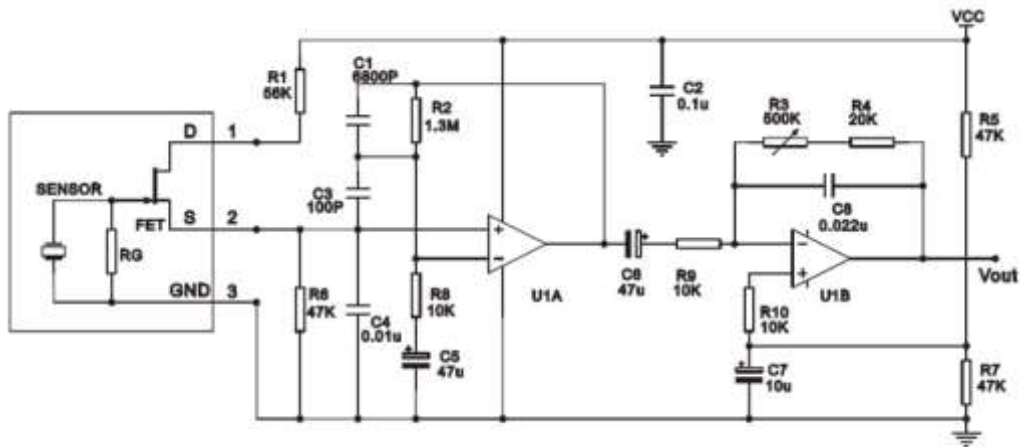 VCC
C1
6800P
R1
56K
R2
1.3M
C2
0.1u
R3
500K
R4
20K
R5
47K
D
1
SENSOR
C3
100P
FET
S
2
RG
GND
3
+
−
C8
0.022u
−
+
Vout
R6
47K
C4
0.01u
R8
10K
U1A
C6
47u
+
R9
10K
U1B
R10
10K
+
C5
47u
+
C7
10u
R7
47K